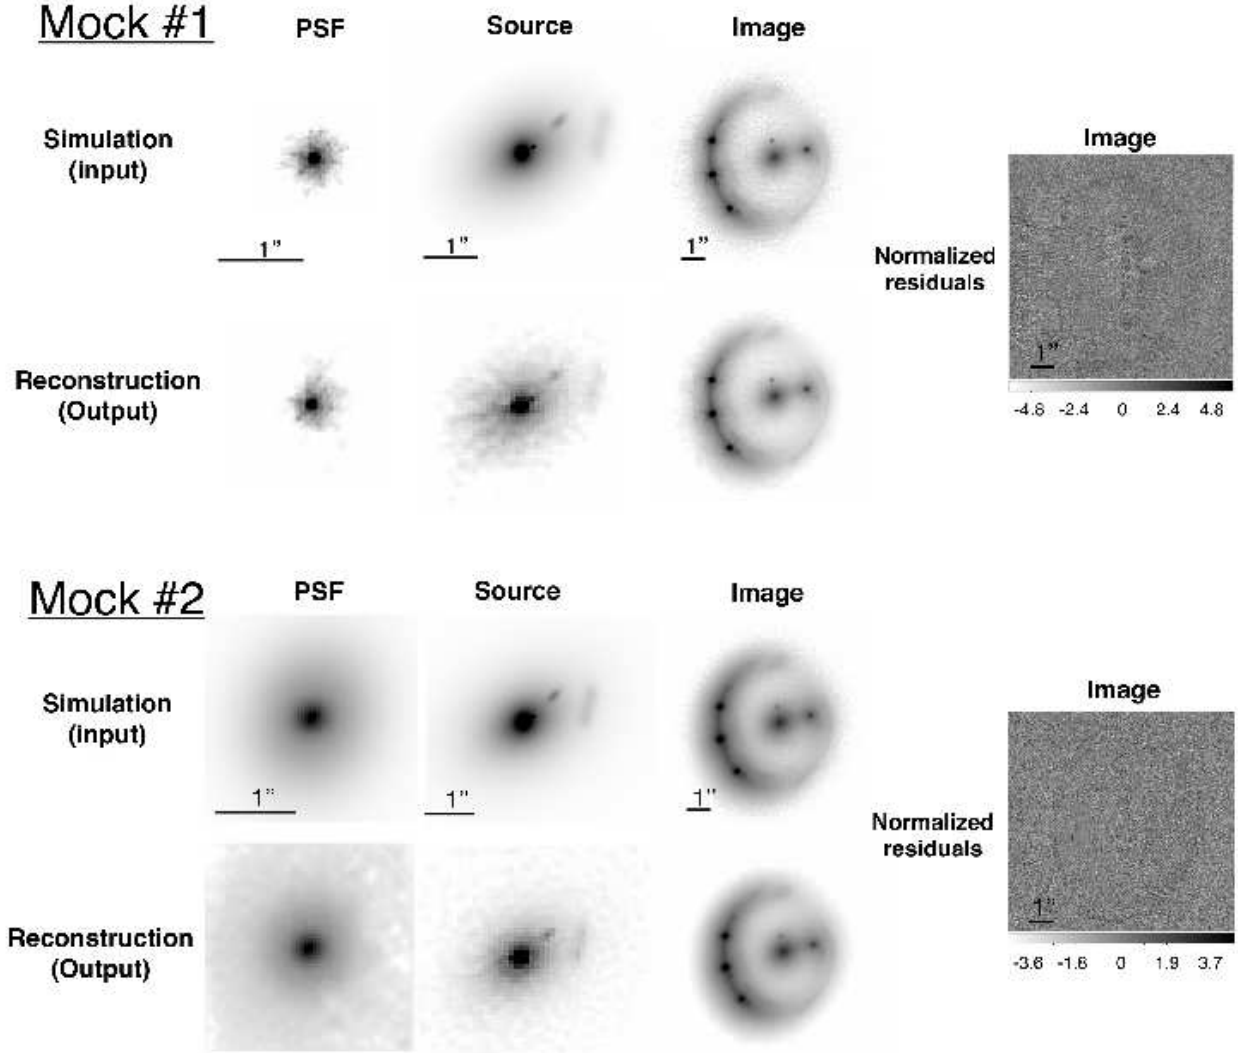 Mock #1
PSF
Source
Image
Simulation
(input)
1”
1”
1”
Image
Normalized
residuals
1”
-4.8 -2.4 0 2.4 4.8
Reconstruction
(Output)
Mock #2
PSF
Source
Image
Simulation
(input)
1”
1”
1”
Image
Normalized
residuals
1”
-3.6 -1.8 0 1.9 3.7
Reconstruction
(Output)